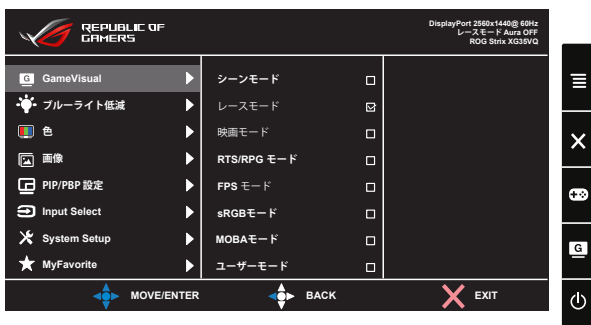 REPUBLIC OF
GAMERS
DisplayPort 2560x1440@ 60Hz
レースモード Aura OFF
ROG Strix XG35VQ
G GameVisual
ブルーライト低減
色
画像
PIP/PBP 設定
Input Select
System Setup
MyFavorite
シーンモード
レースモード
映画モード
RTS/RPG モード
FPS モード
sRGBモード
MOBAモード
ユーザーモード
MOVE/ENTER
BACK
EXIT
G